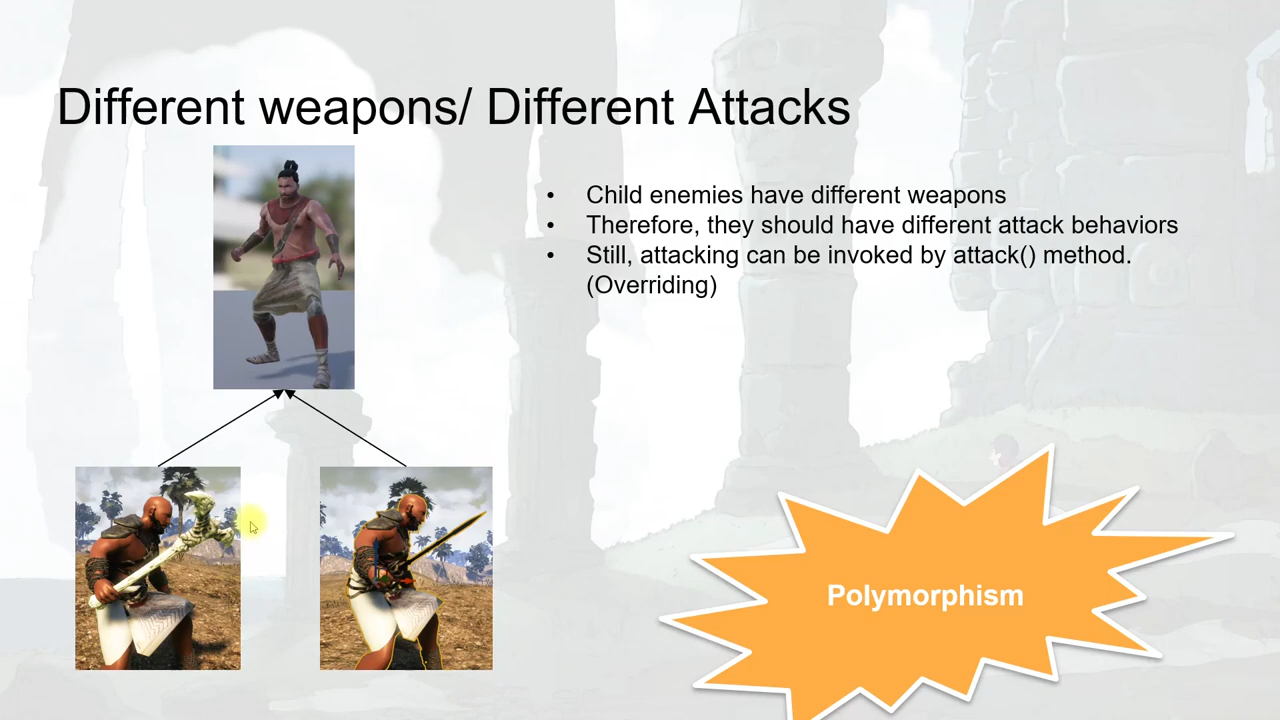 Different weapons/ Different Attacks
• Child enemies have different weapons
• Therefore, they should have different attack behaviors
• Still, attacking can be invoked by attack() method.
(Overriding)
Polymorphism